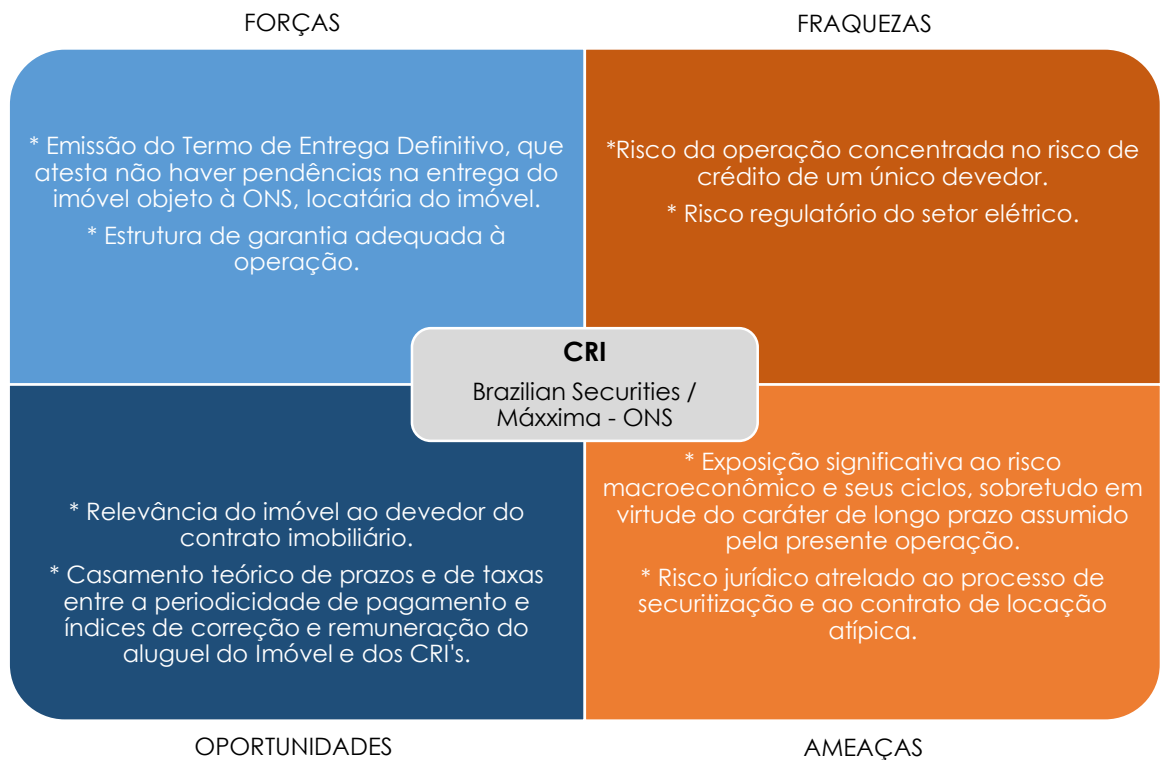 FORÇAS
FRAQUEZAS
* Emissão do Termo de Entrega Definitivo, que
atesta não haver pendências na entrega do
imóvel objeto à ONS, locatária do imóvel.
* Estrutura de garantia adequada à
operação.
*Risco da operação concentrada no risco de
crédito de um único devedor.
* Risco regulatório do setor elétrico.
CRI
Brazilian Securities /
Máxxima - ONS
* Relevância do imóvel ao devedor do
contrato imobiliário.
* Casamento teórico de prazos e de taxas
entre a periodicidade de pagamento e
índices de correção e remuneração do
aluguel do Imóvel e dos CRI's.
* Exposição significativa ao risco
macroeconômico e seus ciclos, sobretudo em
virtude do caráter de longo prazo assumido
pela presente operação.
* Risco jurídico atrelado ao processo de
securitização e ao contrato de locação
atípica.
OPORTUNIDADES
AMEAÇAS